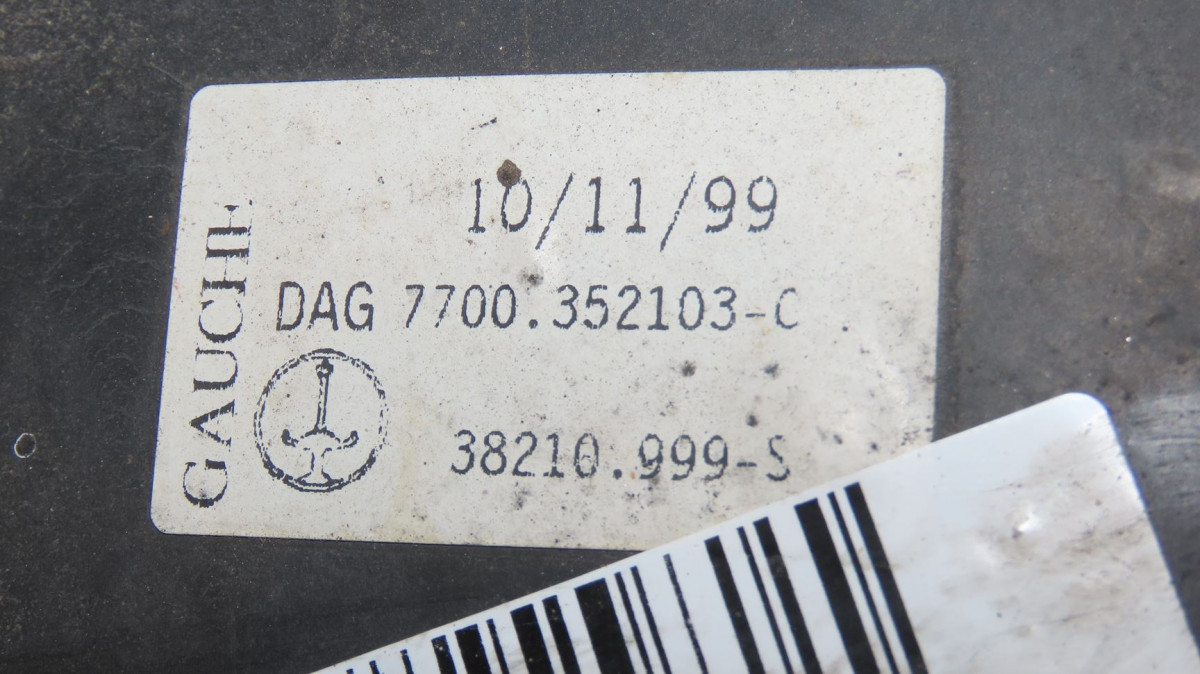 GAUCHE
10/11/99
DAG 7700.352103-C
38210.999-S